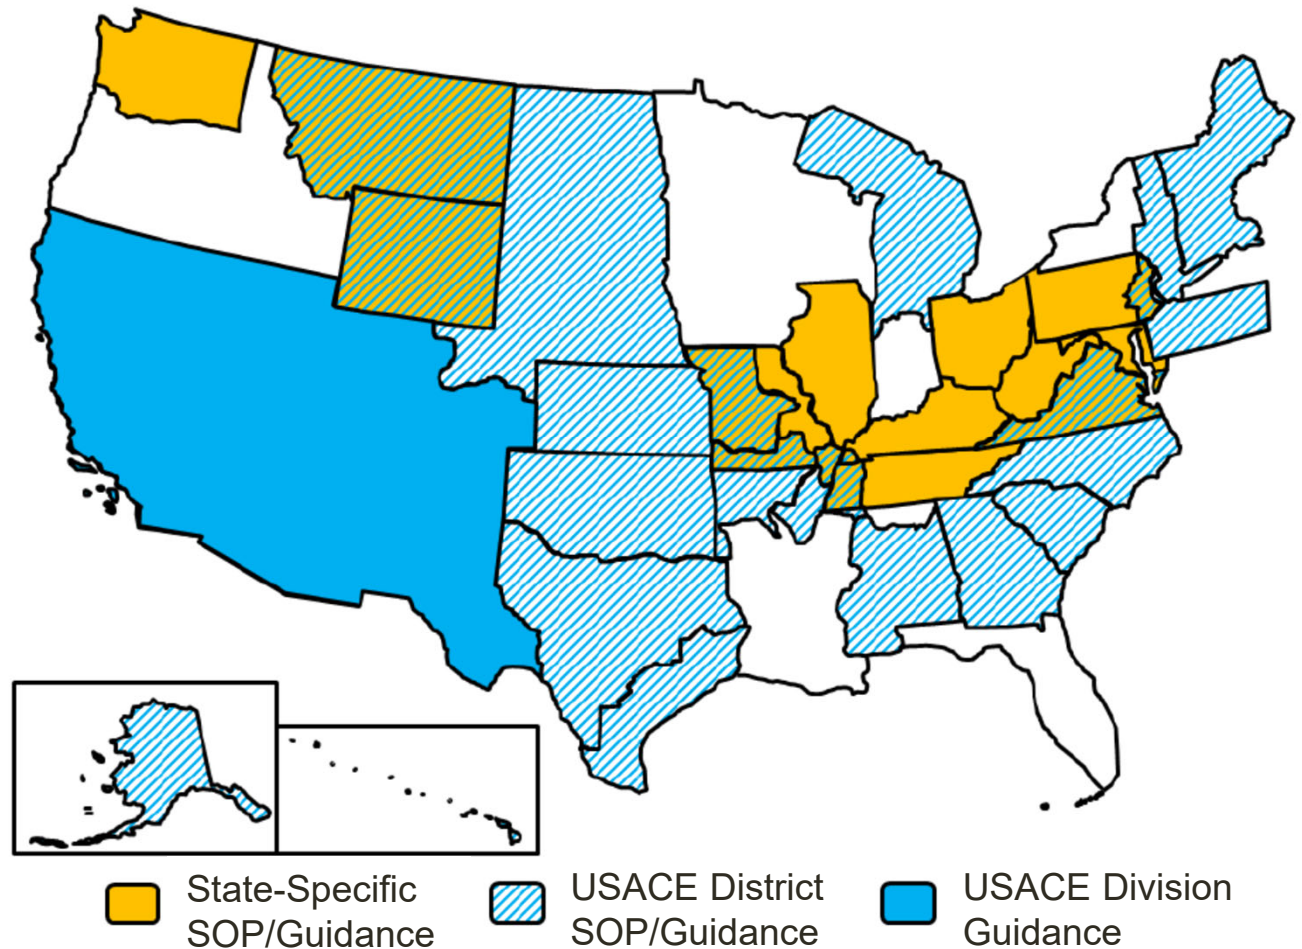 State-Specific
SOP/Guidance
USACE District
SOP/Guidance
USACE Division
Guidance